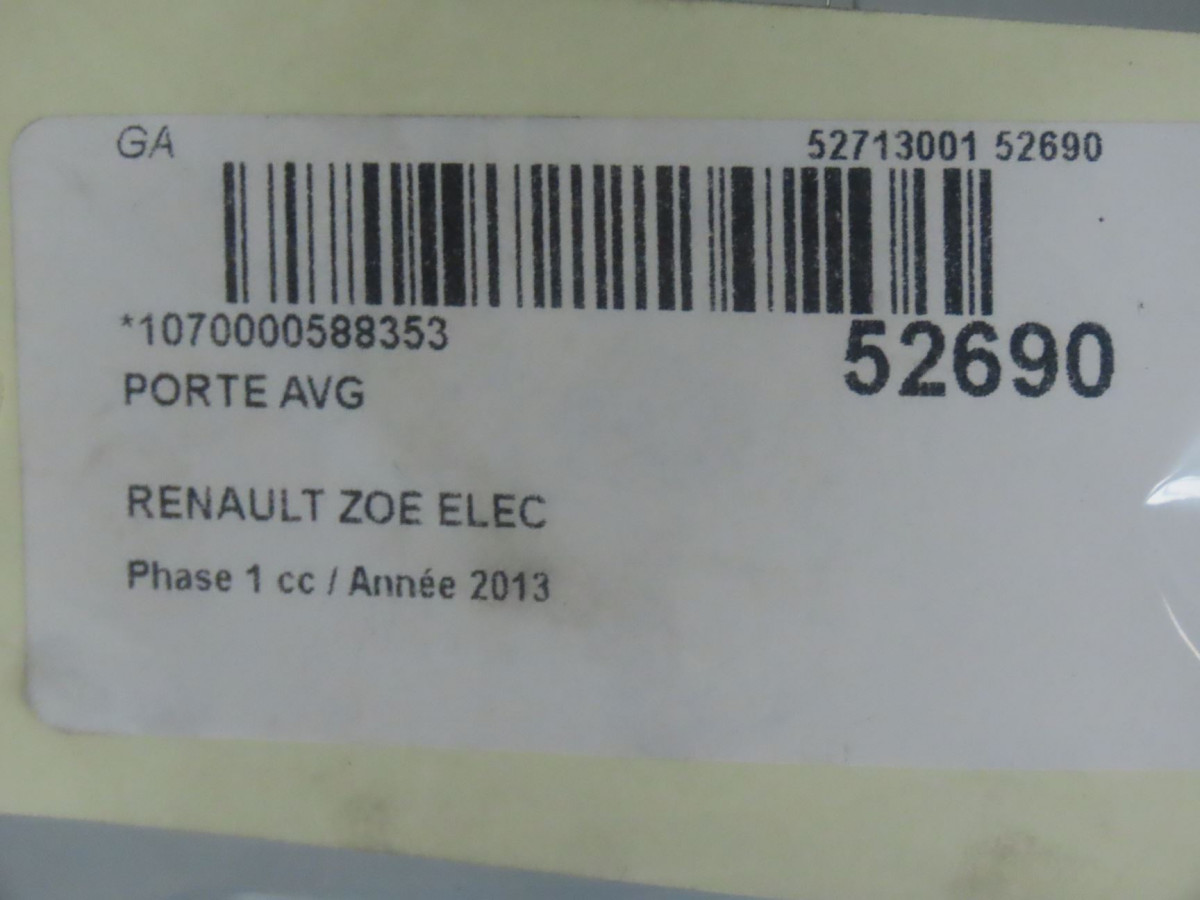 GA 52713001 52690
*1070000588353
52690
PORTE AVG
RENAULT ZOE ELEC
Phase 1 cc / Année 2013